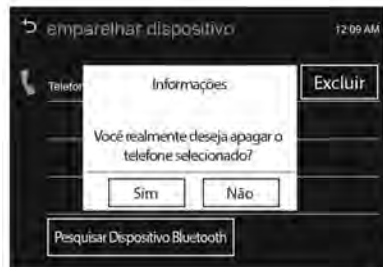 emparelhar dispositivo 12:09 AM
Informações
Telefon
Excluir
Você realmente deseja apagar o
telefone selecionado?
Sim Não
Pesquisar Dispositivo Bluetooth